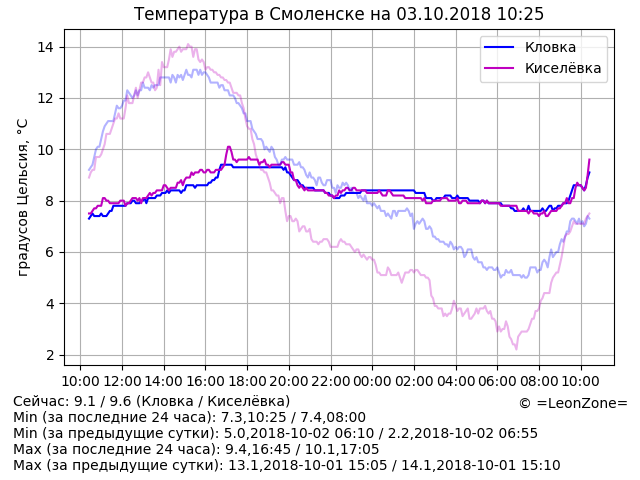 Температура в Смоленске на 03.10.2018 10:25
Кловка
Киселёвка
градусов Цельсия, °C
14
12
10
8
6
4
2
10:00 12:00 14:00 16:00 18:00 20:00 22:00 00:00 02:00 04:00 06:00 08:00 10:00
Сейчас: 9.1 / 9.6 (Кловка / Киселёвка)
© =LeonZone=
Min (за последние 24 часа): 7.3,10:25 / 7.4,08:00
Min (за предыдущие сутки): 5.0,2018-10-02 06:10 / 2.2,2018-10-02 06:55
Max (за последние 24 часа): 9.4,16:45 / 10.1,17:05
Max (за предыдущие сутки): 13.1,2018-10-01 15:05 / 14.1,2018-10-01 15:10